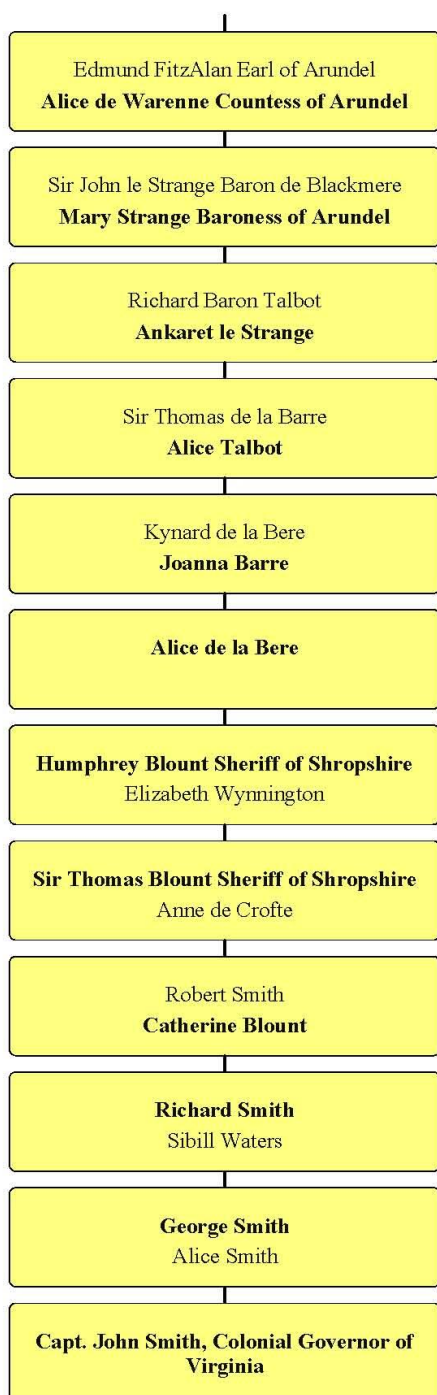 Edmund FitzAlan Earl of Arundel
Alice de Warenne Countess of Arundel
Sir John le Strange Baron de Blackmere
Mary Strange Baroness of Arundel
Richard Baron Talbot
Ankaret le Strange
Sir Thomas de la Barre
Alice Talbot
Kynard de la Bere
Joanna Barre
Alice de la Bere
Humphrey Blount Sheriff of Shropshire
Elizabeth Wynnington
Sir Thomas Blount Sheriff of Shropshire
Anne de Crofte
Robert Smith
Catherine Blount
Richard Smith
Sibill Waters
George Smith
Alice Smith
Capt. John Smith, Colonial Governor of
Virginia